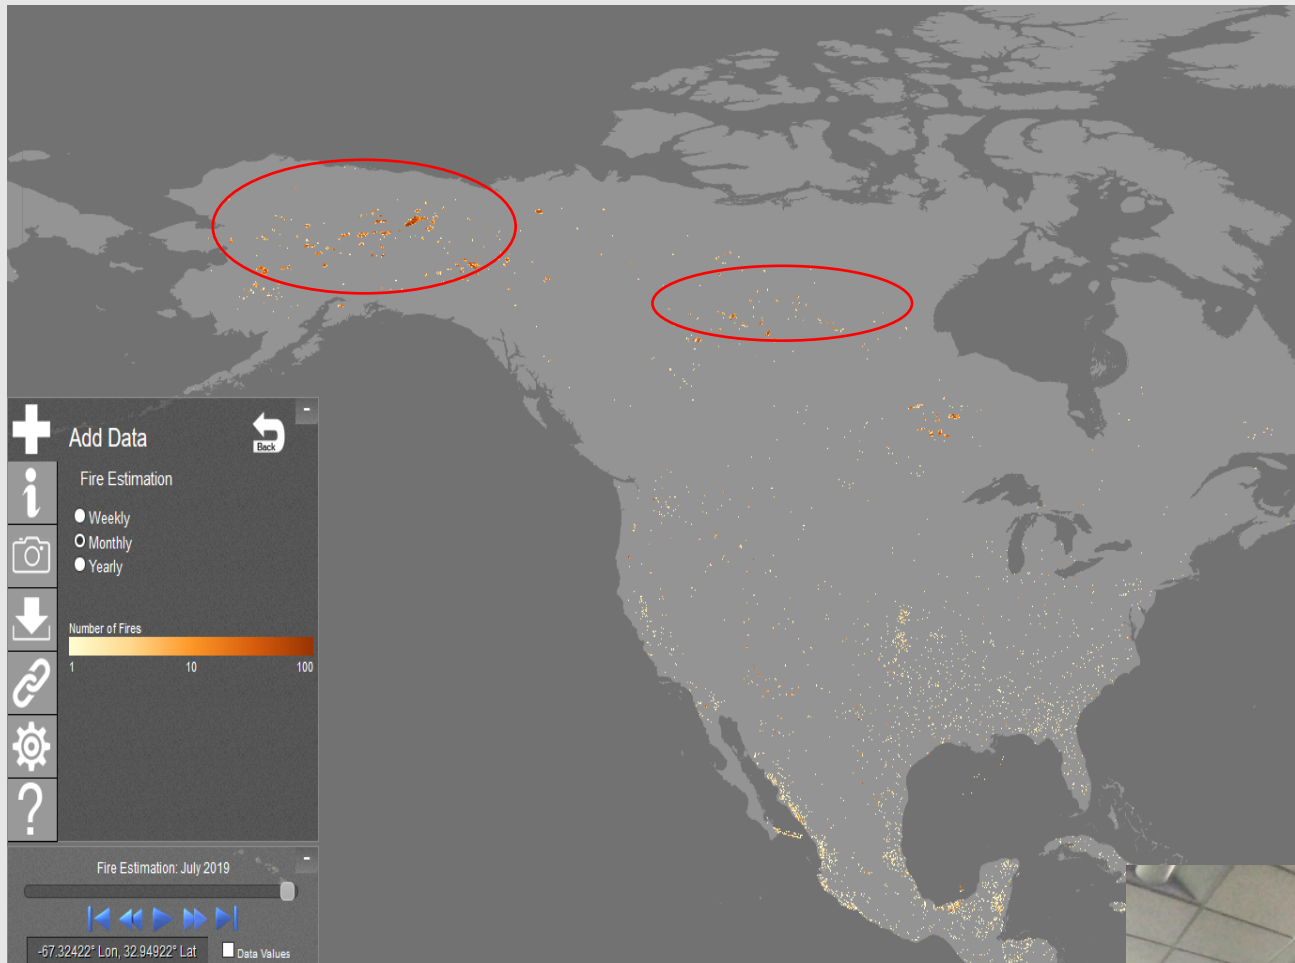 Add Data
Back
Fire Estimation
Weekly
Monthly
Yearly
Number of Fires
1 10 100
Fire Estimation: July 2019
-67.32422° Lon, 32.94922° Lat
Data Values